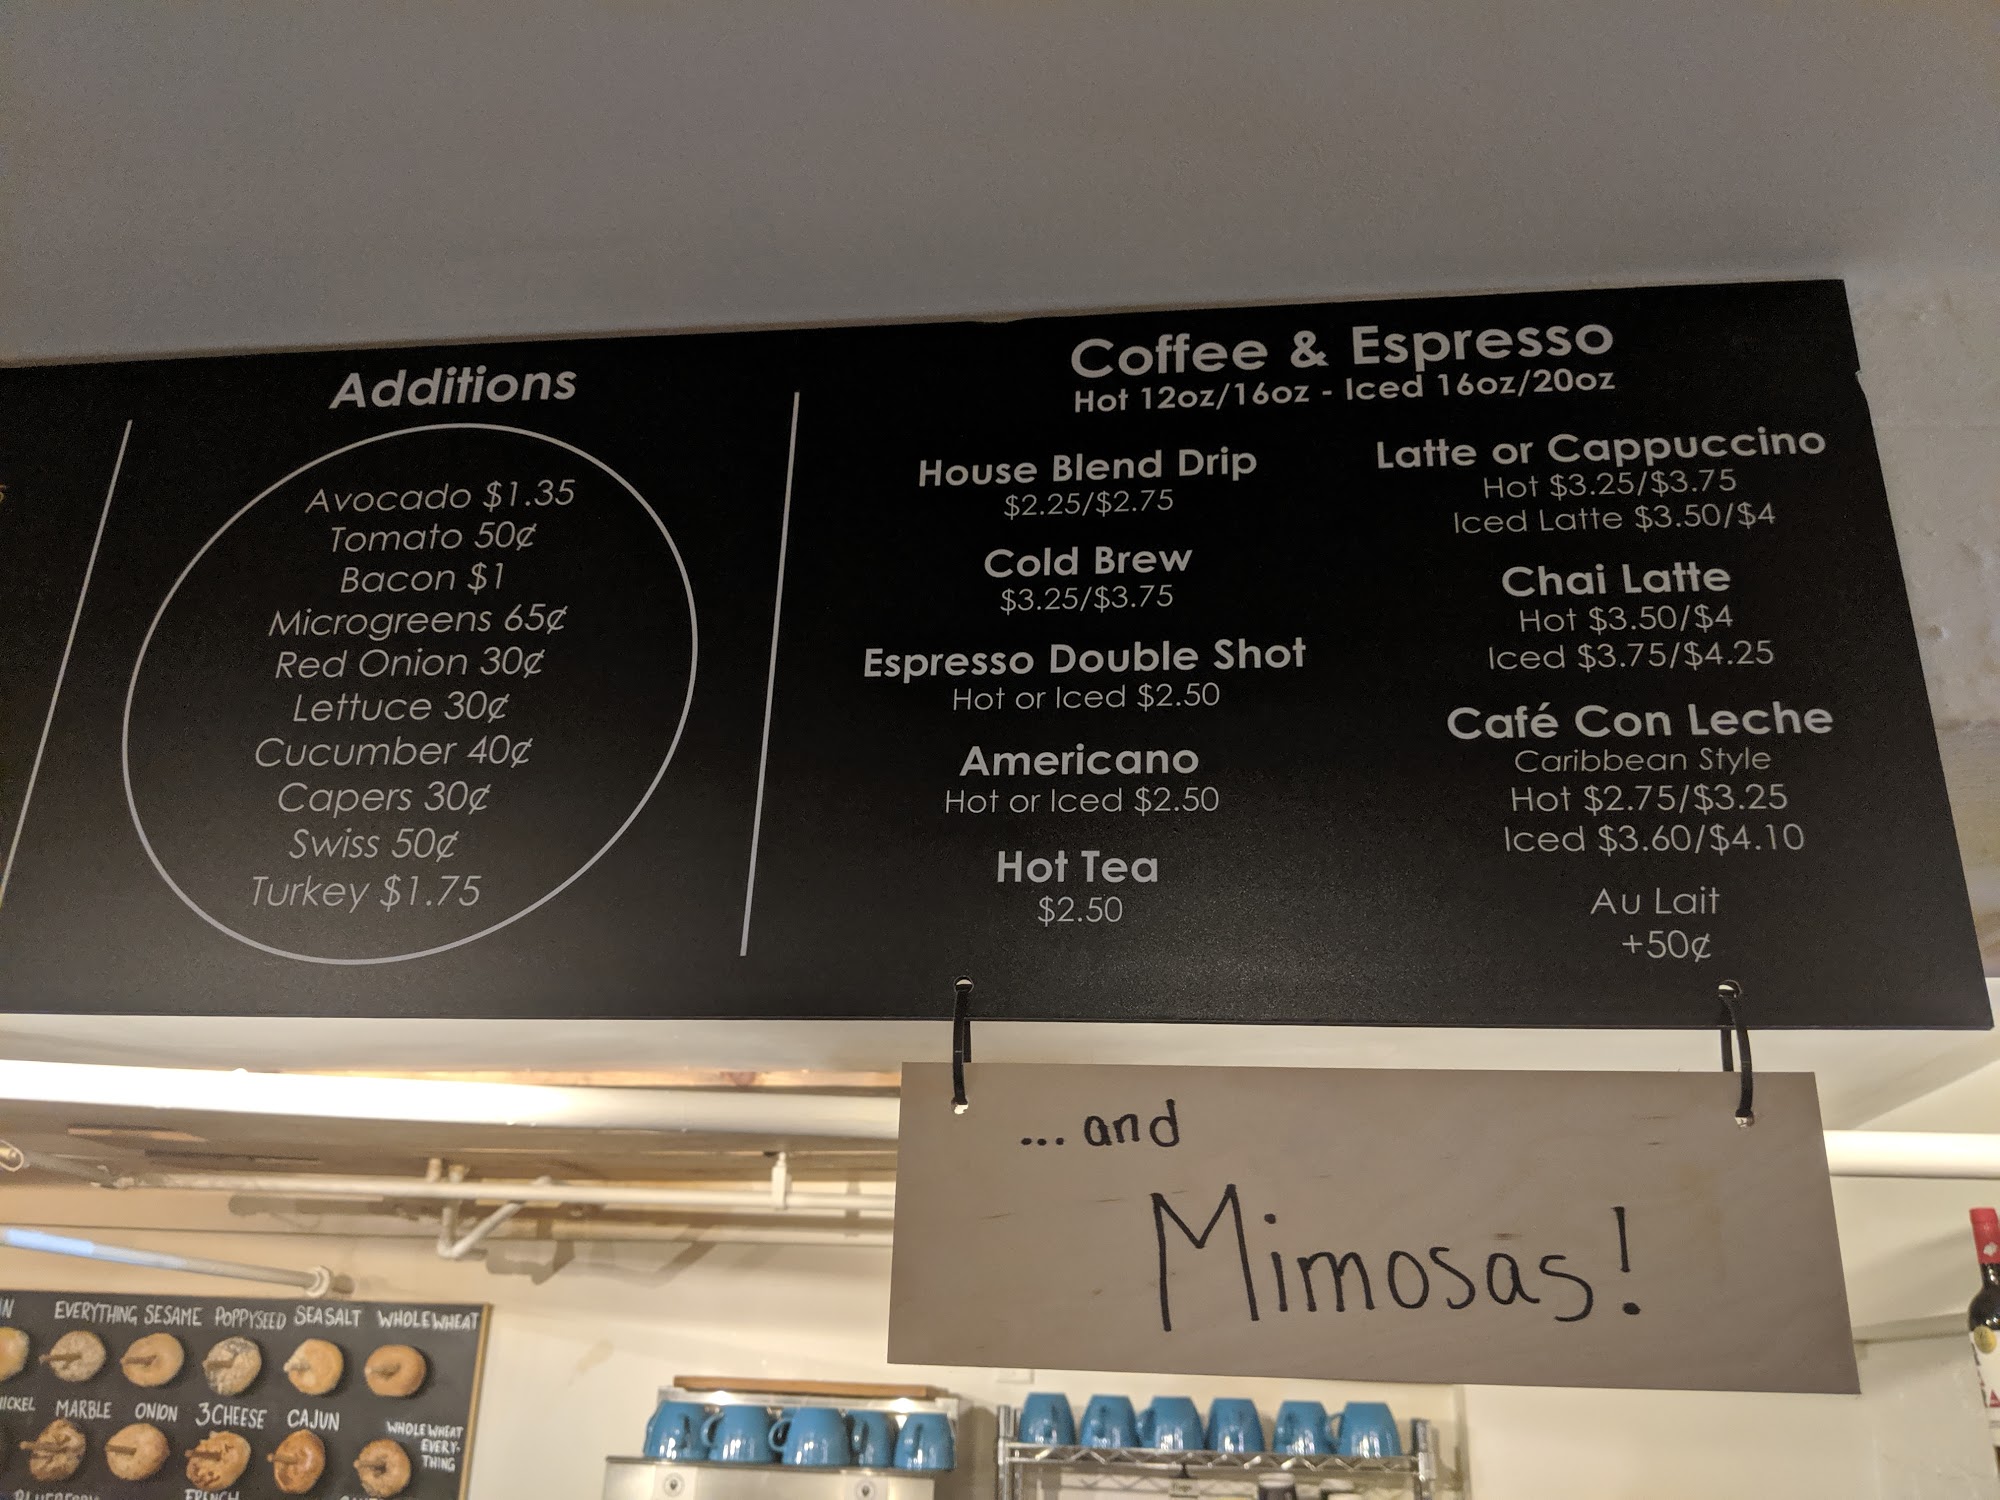 Additions
Avocado $1.35
Tomato 50¢
Bacon $1
Microgreens 65¢
Red Onion 30¢
Lettuce 30¢
Cucumber 40¢
Capers 30¢
Swiss 50¢
Turkey $1.75
Coffee & Espresso
Hot 12oz/16oz - Iced 16oz/20oz
House Blend Drip
$2.25/$2.75
Cold Brew
$3.25/$3.75
Espresso Double Shot
Hot or Iced $2.50
Americano
Hot or Iced $2.50
Hot Tea
$2.50
Latte or Cappuccino
Hot $3.25/$3.75
Iced Latte $3.50/$4
Chai Latte
Hot $3.50/$4
Iced $3.75/$4.25
Café Con Leche
Caribbean Style
Hot $2.75/$3.25
Iced $3.60/$4.10
Au Lait
+50¢
... and
Mimosas!
EVERYTHING SESAME POPPYSEED SEA SALT WHOLE WHEAT
MARBLE ONION 3 CHEESE CAJUN
WHOLE WHEAT
EVERY-
THING